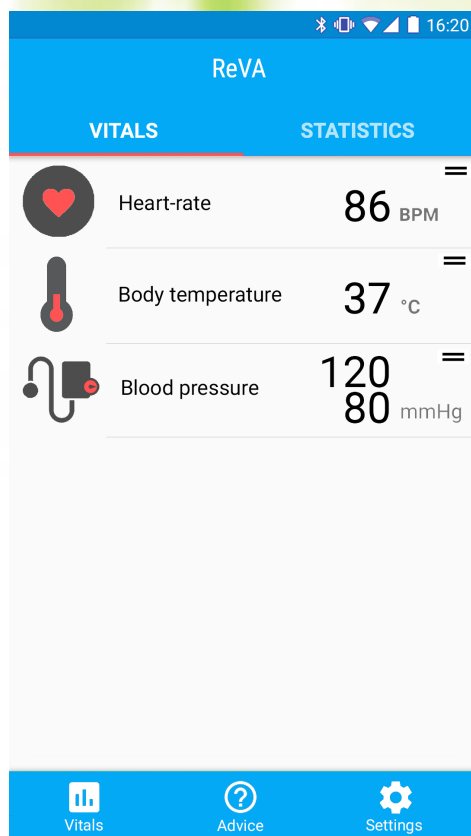 16:20
ReVA
VITALS STATISTICS
Heart-rate 86 BPM
Body temperature 37 °C
Blood pressure 120
80 mmHg
Vitals Advice Settings